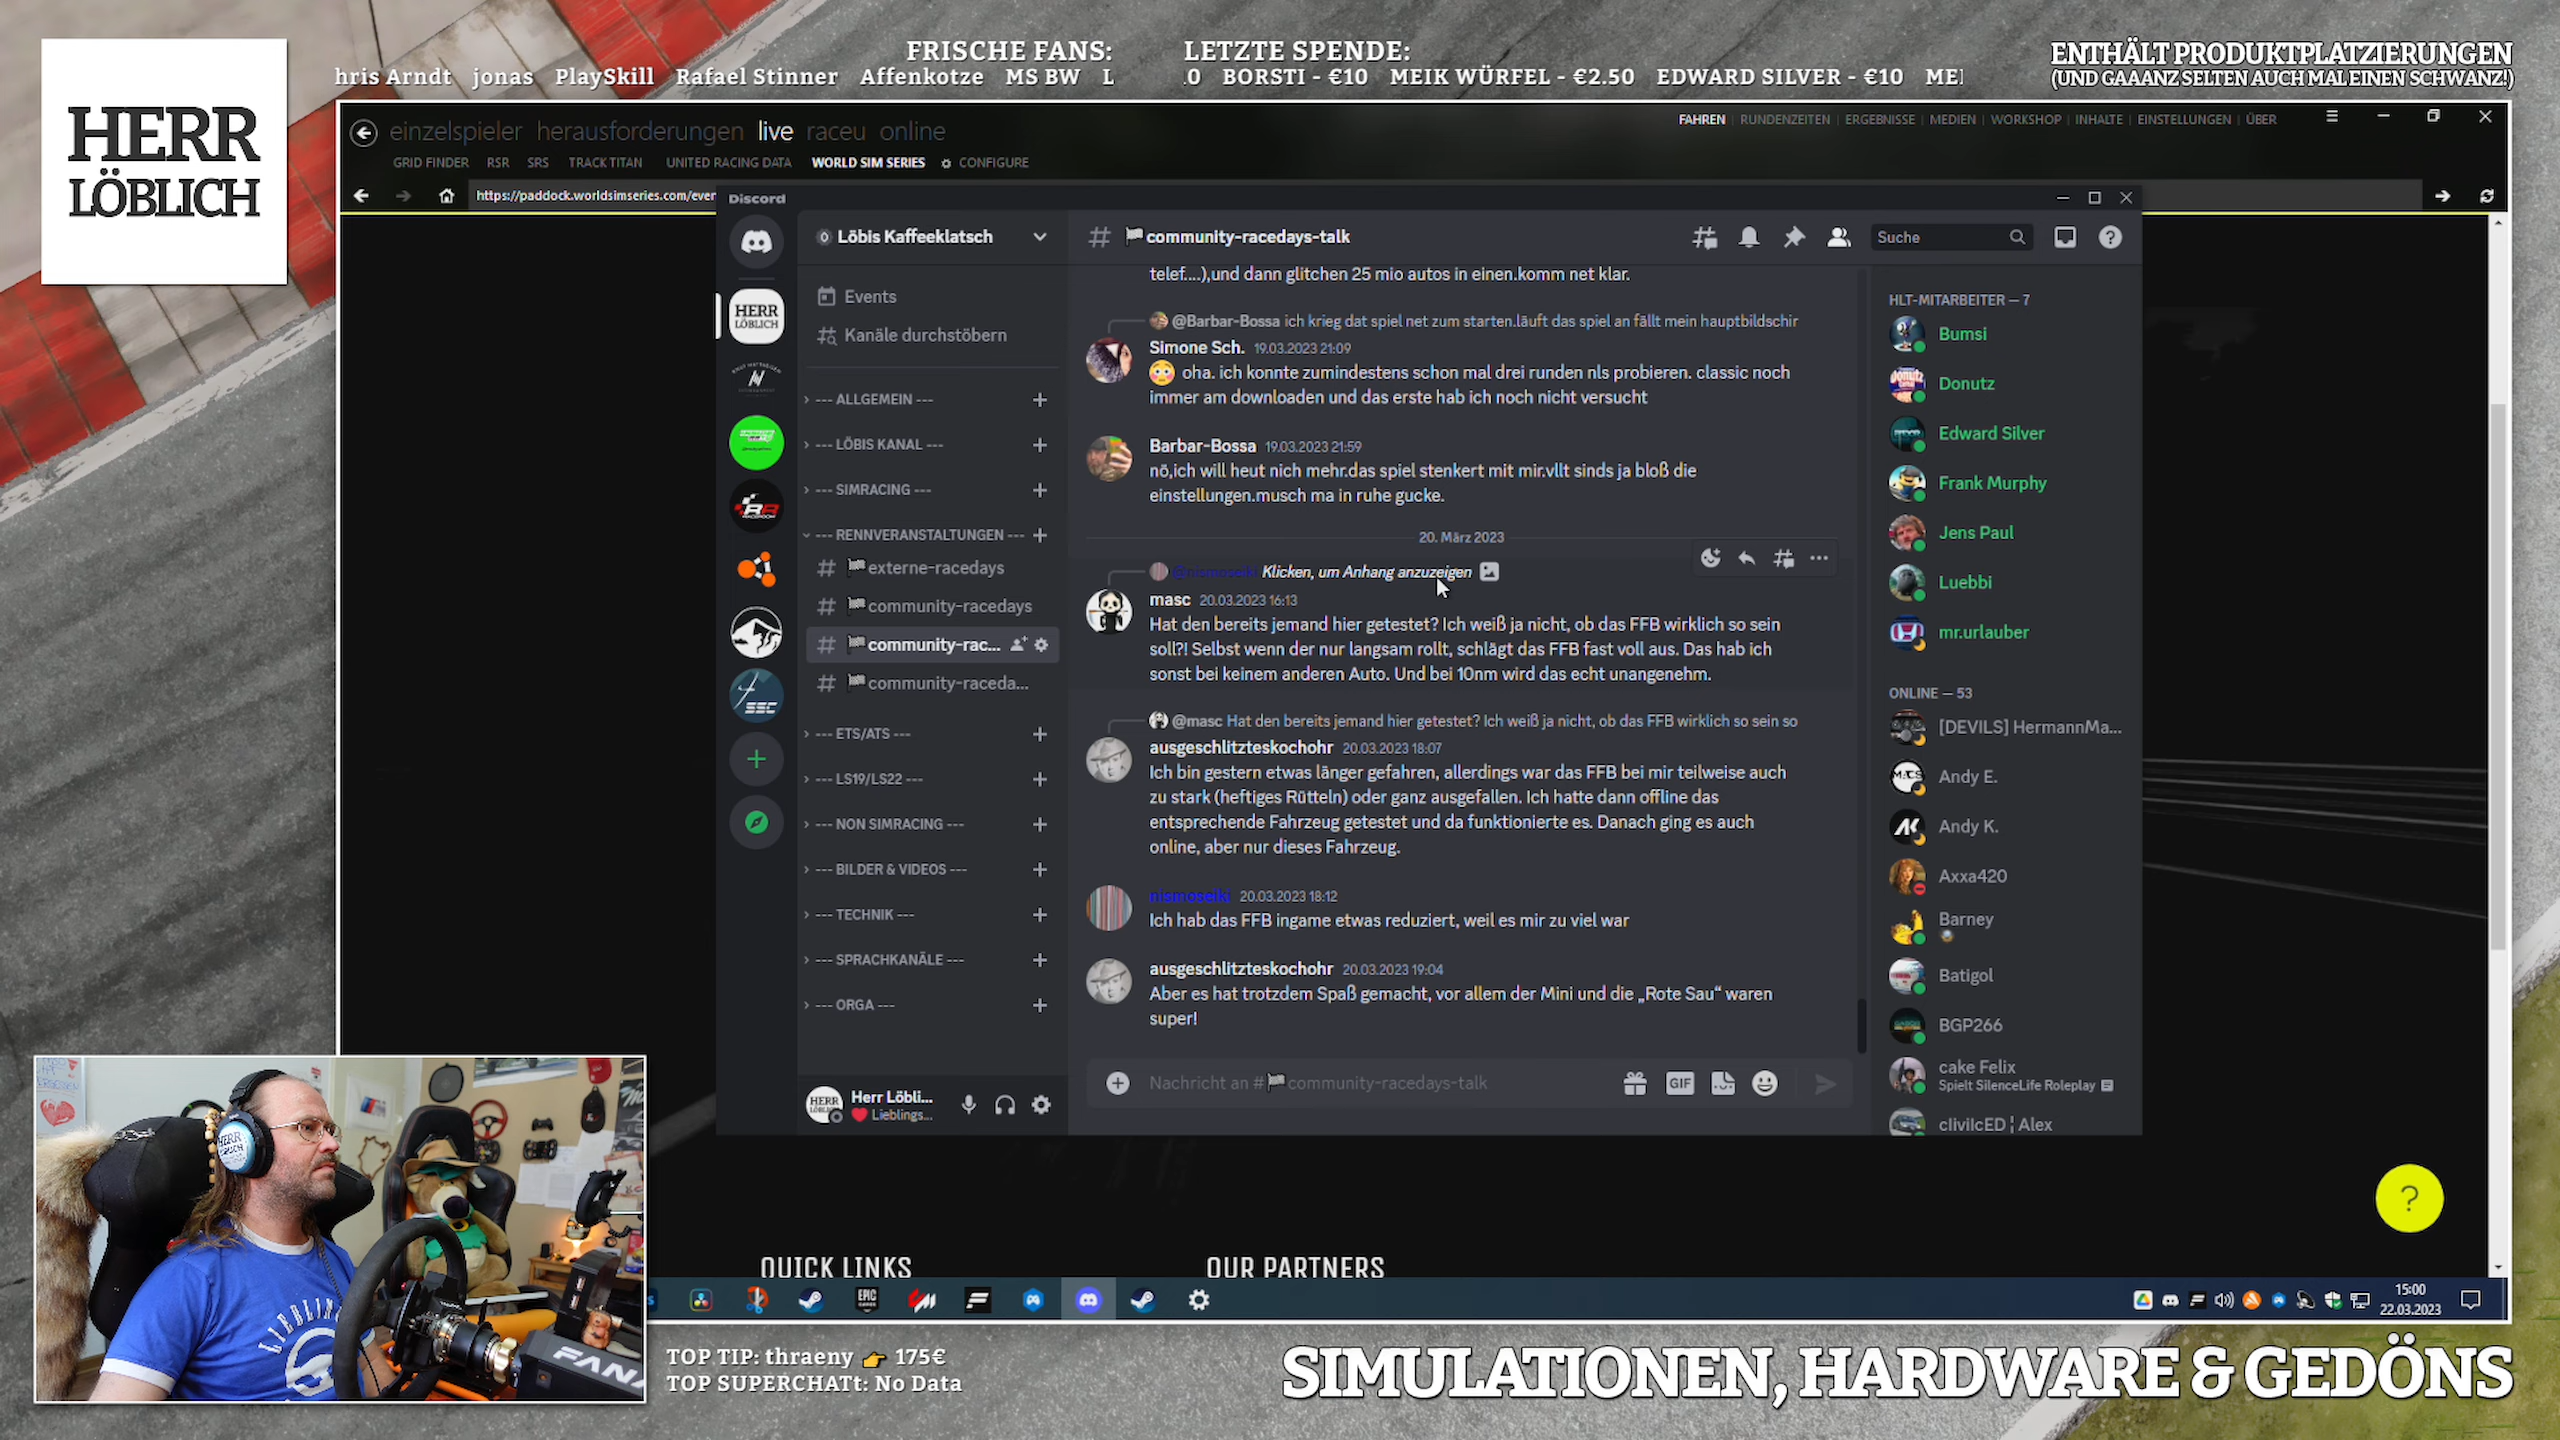 HERR
LÖBLICH
FRISCHE FANS:
hris Arndt jonas PlaySkill Rafael Stinner Affenkotze MS BW L
LETZTE SPENDE:
.0 BORSTI - €10 MEIK WÜRFEL - €2.50 EDWARD SILVER - €10 MEI
ENTHÄLT PRODUKTPLATZIERUNGEN
(UND GAAANZ SELTEN AUCH MAL EINEN SCHWANZ!)
einzelspieler herausforderungen live raceu online
FAHREN | RUNDENZEITEN | ERGEBNISSE | MEDIEN | WORKSHOP | INHALTE | EINSTELLUNGEN | ÜBER
GRID FINDER RSR SRS TRACK TITAN UNITED RACING DATA WORLD SIM SERIES CONFIGURE
https://paddock.worldsimseries.com/ever
Discord
Löbis Kaffeeklatsch
Events
Kanäle durchstöbern
--- ALLGEMEIN ---
--- LÖBIS KANAL ---
--- SIMRACING ---
--- RENNVERANSTALTUNGEN ---
# externe-racedays
# community-racedays
# community-rac...
# community-raceda...
--- ETS/ATS ---
--- LS19/LS22 ---
--- NON SIMRACING ---
--- BILDER & VIDEOS ---
--- TECHNIK ---
--- SPRACHKANÄLE ---
--- ORGA ---
HERR
LÖBLICH
SSC
Herr Löbli...
Lieblings...
# community-racedays-talk
Suche
telef....),und dann glitchen 25 mio autos in einen.komm net klar.
@Barbar-Bossa ich krieg dat spiel net zum starten.läuft das spiel an fällt mein hauptbildschir
Simone Sch. 19.03.2023 21:09
😳 oha. ich konnte zumindestens schon mal drei runden nls probieren. classic noch
immer am downloaden und das erste hab ich noch nicht versucht
Barbar-Bossa 19.03.2023 21:59
nö,ich will heut nich mehr.das spiel stenkert mit mir.vllt sinds ja bloß die
einstellungen.musch ma in ruhe gucke.
20. März 2023
@nismoseiki Klicken, um Anhang anzuzeigen
masc 20.03.2023 16:13
Hat den bereits jemand hier getestet? Ich weiß ja nicht, ob das FFB wirklich so sein
soll?! Selbst wenn der nur langsam rollt, schlägt das FFB fast voll aus. Das hab ich
sonst bei keinem anderen Auto. Und bei 10nm wird das echt unangenehm.
@masc Hat den bereits jemand hier getestet? Ich weiß ja nicht, ob das FFB wirklich so sein so
ausgeschlitzteskochohr 20.03.2023 18:07
Ich bin gestern etwas länger gefahren, allerdings war das FFB bei mir teilweise auch
zu stark (heftiges Rütteln) oder ganz ausgefallen. Ich hatte dann offline das
entsprechende Fahrzeug getestet und da funktionierte es. Danach ging es auch
online, aber nur dieses Fahrzeug.
nismoseiki 20.03.2023 18:12
Ich hab das FFB ingame etwas reduziert, weil es mir zu viel war
ausgeschlitzteskochohr 20.03.2023 19:04
Aber es hat trotzdem Spaß gemacht, vor allem der Mini und die „Rote Sau“ waren
super!
Nachricht an # community-racedays-talk
GIF
HLT-MITARBEITER — 7
Bumsi
Donutz
Edward Silver
Frank Murphy
Jens Paul
Luebbi
mr.urlauber
ONLINE — 53
[DEVILS] HermannMa...
Andy E.
Andy K.
Axxa420
Barney
Batigol
BGP266
cake Felix
Spielt SilenceLife Roleplay
clivilcED ¦ Alex
?
QUICK LINKS
OUR PARTNERS
EPIC
15:00
22.03.2023
HERR
FANA
TOP TIP: thraeny 👉 175€
TOP SUPERCHATt: No Data
SIMULATIONEN, HARDWARE & GEDÖNS